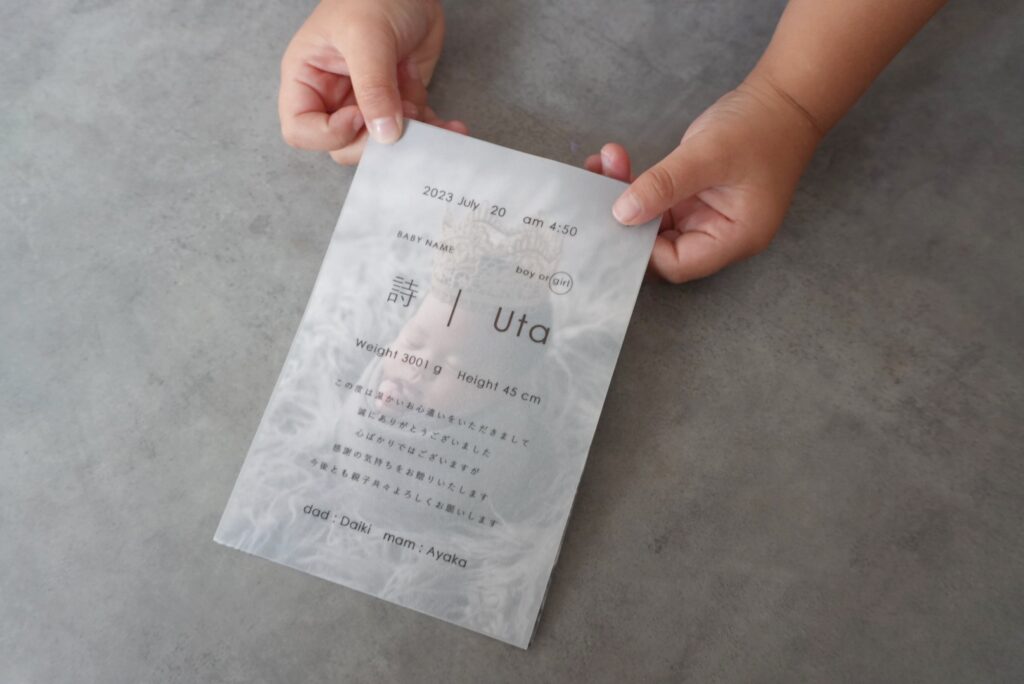 2023 July 20 am 4:50
BABY NAME
boy or girl
詩 | Uta
Weight 3001 g Height 45 cm
この度は温かいお心遣いをいただきまして
誠にありがとうございました
心ばかりではございますが
感謝の気持ちをお贈りいたします
今後とも親子共々よろしくお願いします
dad : Daiki mam : Ayaka